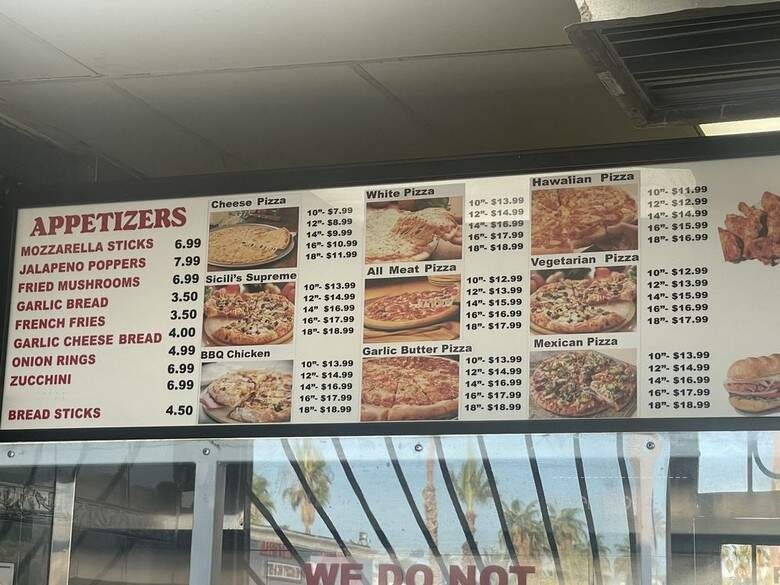 APPETIZERS
MOZZARELLA STICKS 6.99
JALAPENO POPPERS 7.99
FRIED MUSHROOMS 6.99
GARLIC BREAD 3.50
FRENCH FRIES 3.50
GARLIC CHEESE BREAD 4.00
ONION RINGS 4.99
ZUCCHINI 6.99
6.99
BREAD STICKS 4.50
Cheese Pizza
10"- $7.99
12"- $8.99
14"- $9.99
16"- $10.99
18"- $11.99
Sicili's Supreme
10"- $13.99
12"- $14.99
14" $16.99
16"- $17.99
18"- $18.99
BBQ Chicken
10"- $13.99
12"- $14.99
14"- $16.99
16"- $17.99
18"- $18.99
White Pizza
10"- $13.99
12"- $14.99
14"- $16.99
16"- $17.99
18"- $18.99
All Meat Pizza
10"- $12.99
12"- $13.99
14"- $15.99
16"- $16.99
18"- $17.99
Garlic Butter Pizza
10"- $13.99
12"- $14.99
14"- $16.99
16"- $17.99
18"- $18.99
Hawaiian Pizza
10"- $11.99
12"- $12.99
14"- $14.99
16"- $15.99
18"- $16.99
Vegetarian Pizza
10"- $12.99
12"- $13.99
14"- $15.99
16"- $16.99
18"- $17.99
Mexican Pizza
10"- $13.99
12"- $14.99
14"- $16.99
16"- $17.99
18"- $18.99
WE DO NOT